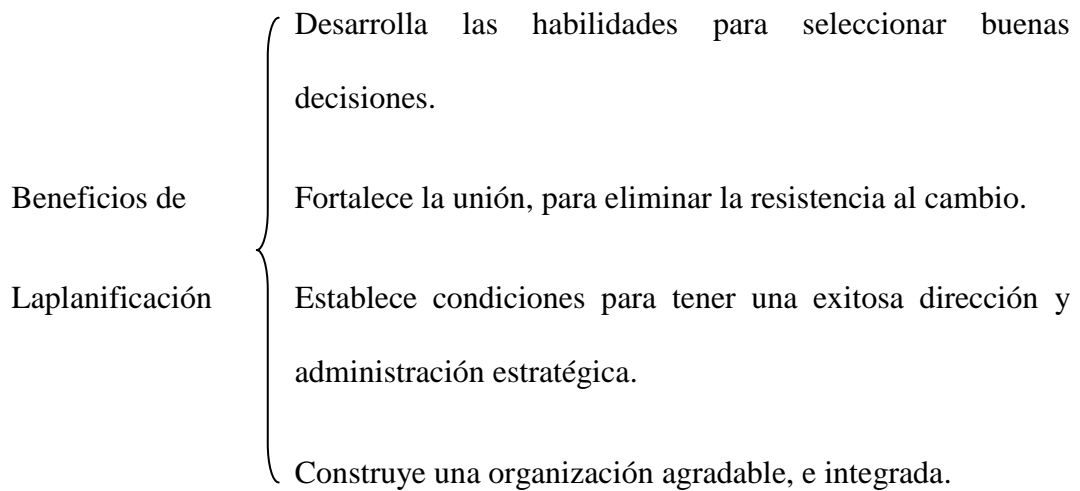 Desarrolla las habilidades para seleccionar buenas
decisiones.
Beneficios de
Fortalece la unión, para eliminar la resistencia al cambio.
Laplanificación
Establece condiciones para tener una exitosa dirección y
administración estratégica.
Construye una organización agradable, e integrada.